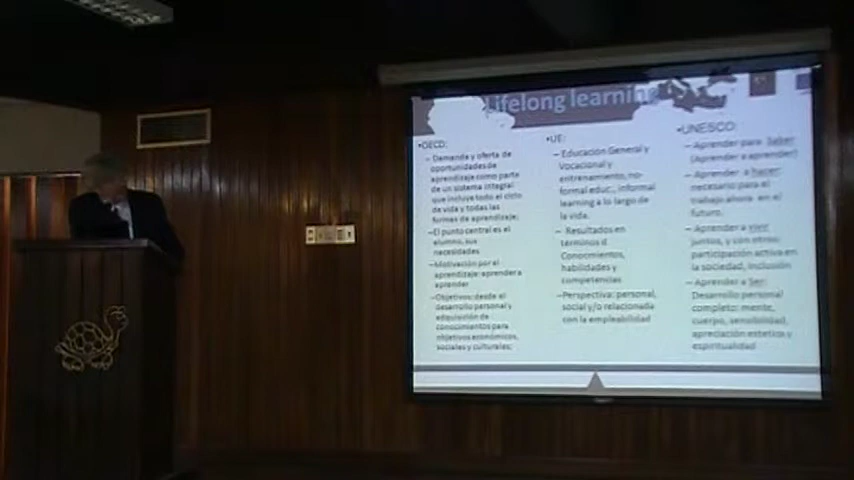 Lifelong learning
•OECD:
– Demanda y oferta de
oportunidades de
aprendizaje como parte
de un sistema integral
que incluye todo el ciclo
de vida y todas las
formas de aprendizaje;
–El punto central es el
alumno, sus
necesidades
–Motivación por el
aprendizaje: aprender a
aprender
–Objetivos: desde el
desarrollo personal y
adquisición de
conocimientos para
objetivos económicos,
sociales y culturales;
•UE:
– Educación General y
Vocacional y
entrenamiento, no-
formal educ., informal
learning a lo largo de
la vida.
– Resultados en
términos d
Conocimientos,
habilidades y
competencias
–Perspectiva: personal,
social y/o relacionada
con la empleabilidad
•UNESCO:
– Aprender para Saber
(Aprender a aprender)
– Aprender a hacer
necesario para el
trabajo ahora y en el
futuro.
– Aprender a vivir
juntos, y con otros:
participación activa en
la sociedad, inclusión
– Aprender a Ser:
Desarrollo personal
completo: mente,
cuerpo, sensibilidad,
apreciación estética y
espiritualidad